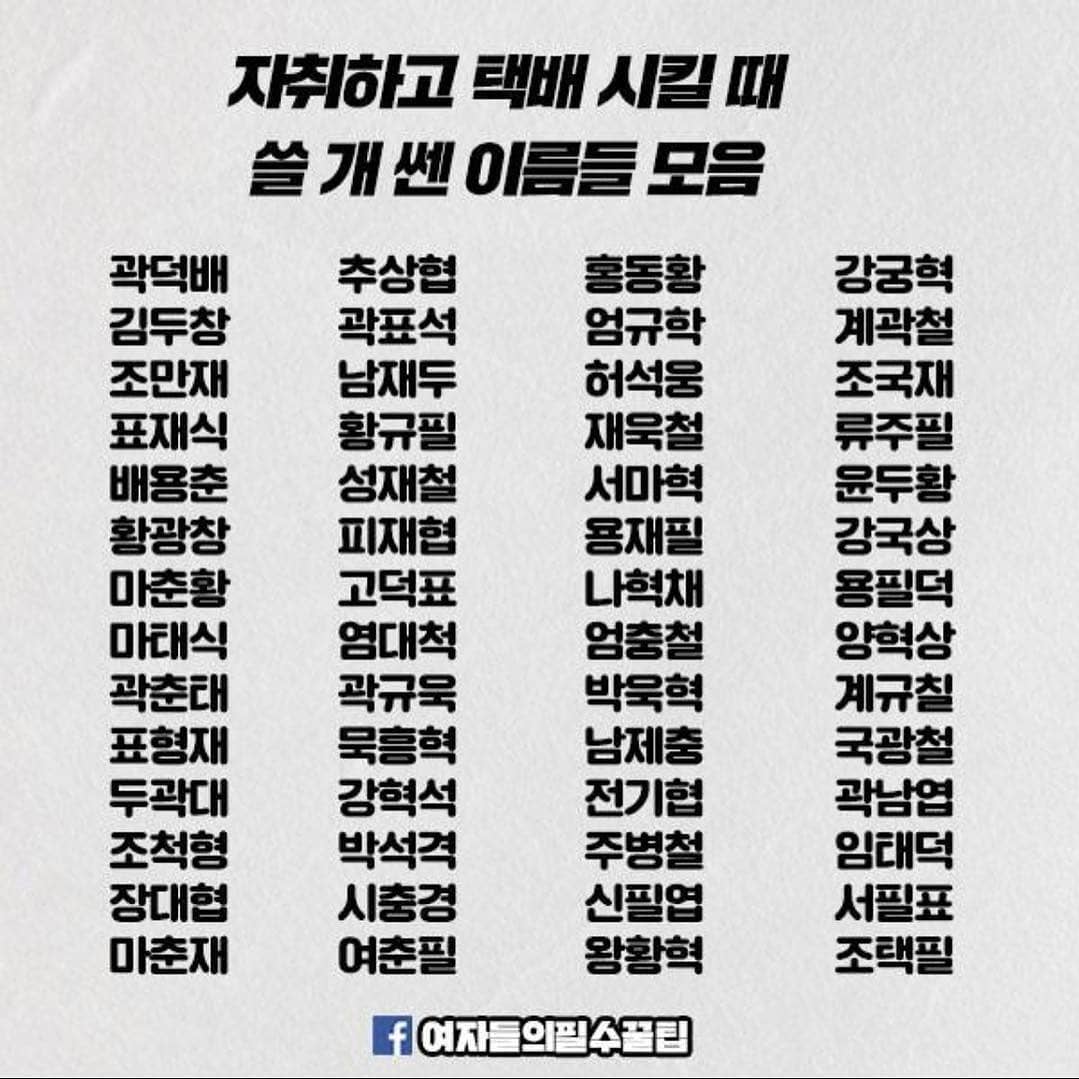 자취하고 택배 시킬 때
쓸 개 쎈 이름들 모음
곽덕배 추상협 홍동황 강궁혁
김두창 곽표석 엄규학 계곽철
조만재 남재두 허석웅 조국재
표재식 황규필 재욱철 류주필
배용춘 성재철 서마혁 윤두황
황광창 피재협 용재필 강국상
마춘황 고덕표 나혁채 용필덕
마태식 염대척 엄충철 양혁상
곽춘태 곽규욱 박욱혁 계규칠
표형재 묵흥혁 남제충 국광철
두곽대 강혁석 전기협 곽남엽
조척형 박석격 주병철 임태덕
장대협 시충경 신필엽 서필표
마춘재 여춘필 왕황혁 조택필
f 여자들의필수꿀팁